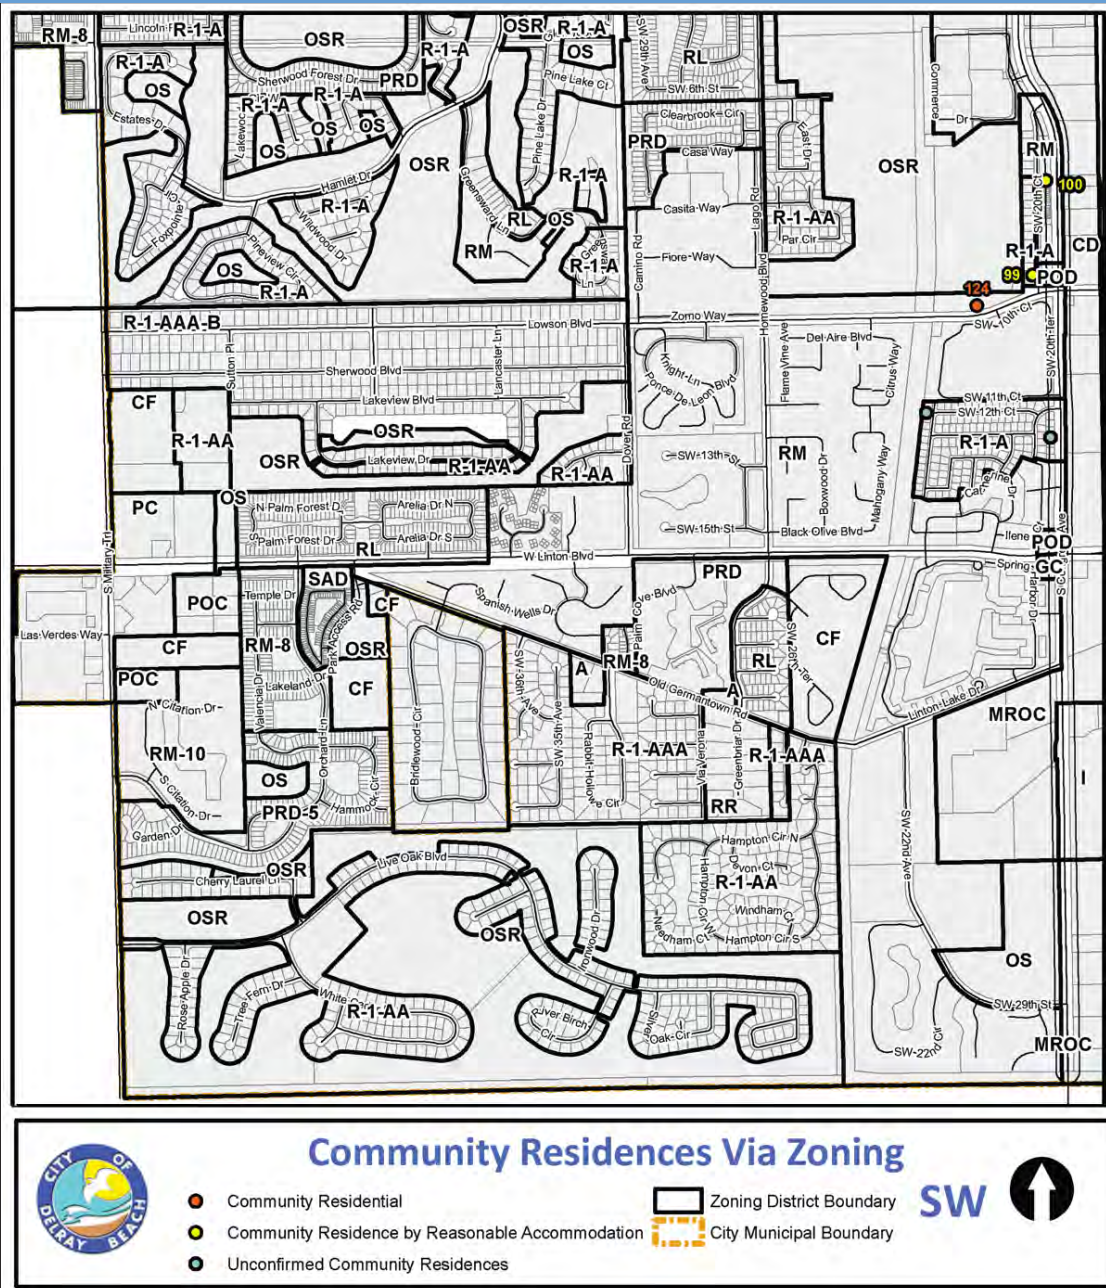 RM-8
R-1-A
OSR
OSR
R-1-A
R-1-A
OS
SW 29th Ave
RL
SW 6th St
Commerce Dr
R-1-A
OS
Estates Dr
Sherwood Forest Dr
PRD
R-1-A
R-1-A
OS
OS
OS
Pine Lake Ct
Pine Lake Dr
Clearbrook Cir
PRD
Casa Way
East Dr
RM
OSR
OSR
Hamlet Dr
Greensward Ln
R-1-A
SW 20th Ct
100
Foxpointe Cir
R-1-A
Wildwood Dr
RL
OS
Casita Way
Lago Rd
R-1-AA
Par Cir
Pineview Cir
RM
R-1-A
Camino Rd
Fiore Way
Homewood Blvd
R-1-A
CD
OS
R-1-A
99
POD
124
R-1-AAA-B
Lowson Blvd
Zorno Way
SW 10th Ct
Sutton Pl
Lancaster Ln
Del Aire Blvd
SW 20th Ter
Sherwood Blvd
Knight Ln
Ponce De Leon Blvd
Flame Vine Ave
Citrus Way
Lakeview Blvd
SW 11th Ct
SW 12th Ct
CF
R-1-AA
OSR
OSR
Lakeview Dr
R-1-AA
R-1-AA
Dover Rd
SW 13th St
RM
Boxwood Dr
Mahogany Way
R-1-A
PC
OS
N Palm Forest D
Arelia Dr N
S Palm Forest Dr
Arelia Dr S
RL
SW 15th St
Black Olive Blvd
W Linton Blvd
Ilene C
POD
GC
S Military Trl
Spring Harbor Dr
Temple Dr
SAD
CF
PRD
Las Verdes Way
POC
Park Access Rd
Spanish Wells Dr
Palm Cove Blvd
SW 26th Ter
CF
CF
RM-8
OSR
SW 36th Ave
A
RM-8
RL
POC
Lakeland Dr
CF
Old Germantown Rd
A
Linton Lake Dr
N Citation Dr
Valencia Dr
Orchard Ln
Bridlewood Cir
SW 35th Ave
Rabbit Hollowe Cir
R-1-AAA
Via Verona
Greenbriar Dr
R-1-AAA
MROC
RM-10
OS
I
S Citation Dr
Hammock Cir
RR
PRD-5
Garden Dr
SW 22nd Ave
Hampton Cir N
OSR
Live Oak Blvd
Devon Ct
Cherry Laurel Ln
R-1-AA
Hampton Cir W
OSR
Windham Ct
OSR
Needham Ct
Hampton Cir S
Ironwood Dr
OS
Rose Apple Dr
Tree Fern Dr
R-1-AA
River Birch Cir
Silver Oak Cir
SW 29th St
SW 22nd Cir
MROC
Community Residences Via Zoning
CITY OF DELRAY BEACH
Community Residential
Zoning District Boundary
SW
Community Residence by Reasonable Accommodation
City Municipal Boundary
Unconfirmed Community Residences